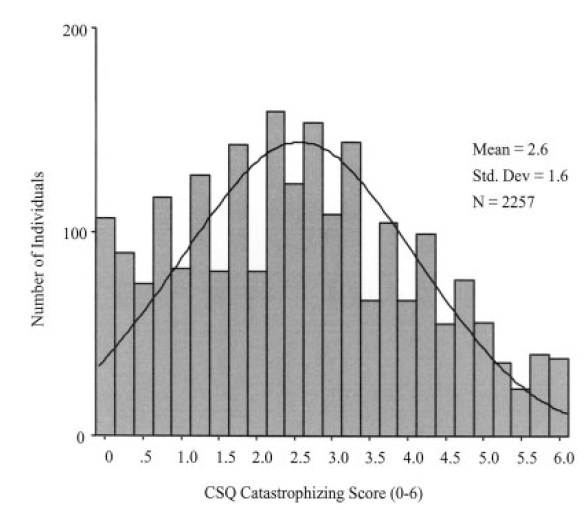 200
Mean = 2.6
Std. Dev = 1.6
N = 2257
Number of Individuals
100
0
0 .5 1.0 1.5 2.0 2.5 3.0 3.5 4.0 4.5 5.0 5.5 6.0
CSQ Catastrophizing Score (0-6)